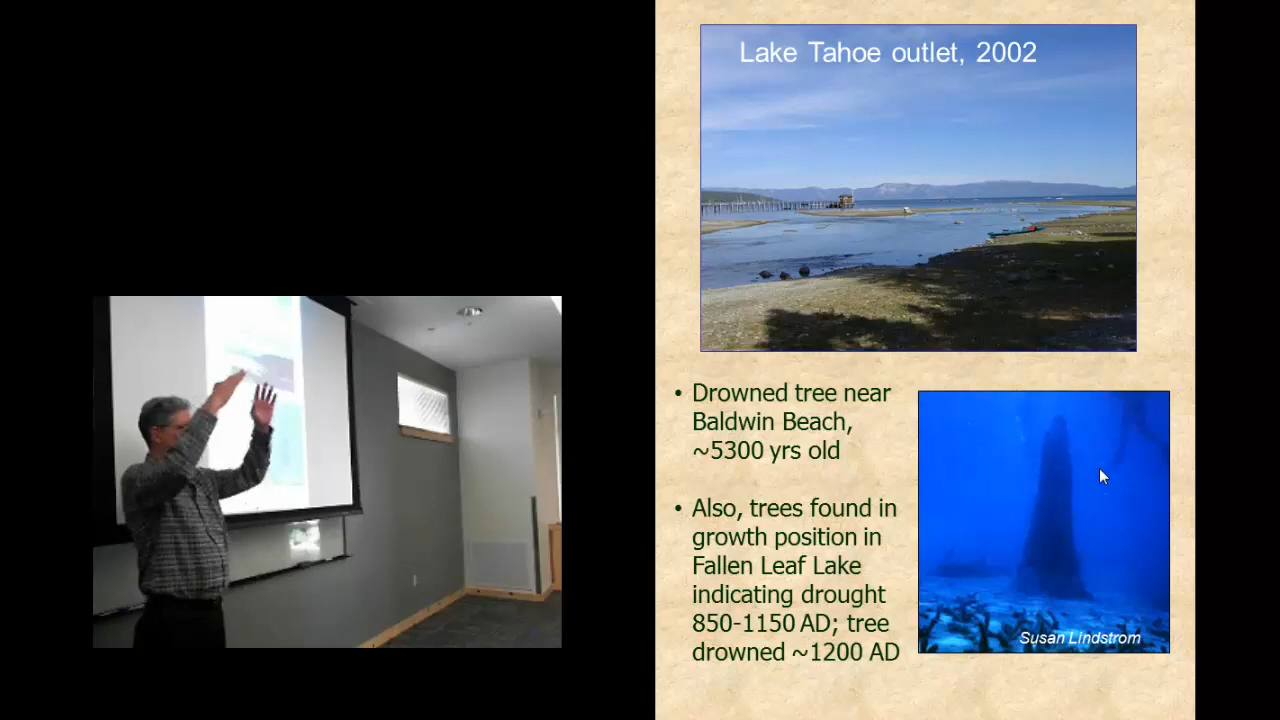 Lake Tahoe outlet, 2002
• Drowned tree near
Baldwin Beach,
~5300 yrs old
• Also, trees found in
growth position in
Fallen Leaf Lake
indicating drought
850-1150 AD; tree
drowned ~1200 AD
Susan Lindstrom